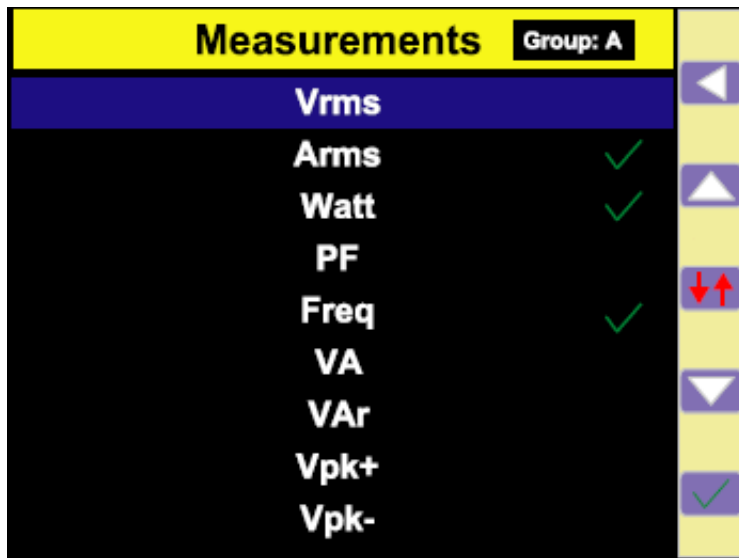 Measurements Group: A
Vrms
Arms
Watt
PF
Freq
VA
VAr
Vpk+
Vpk-